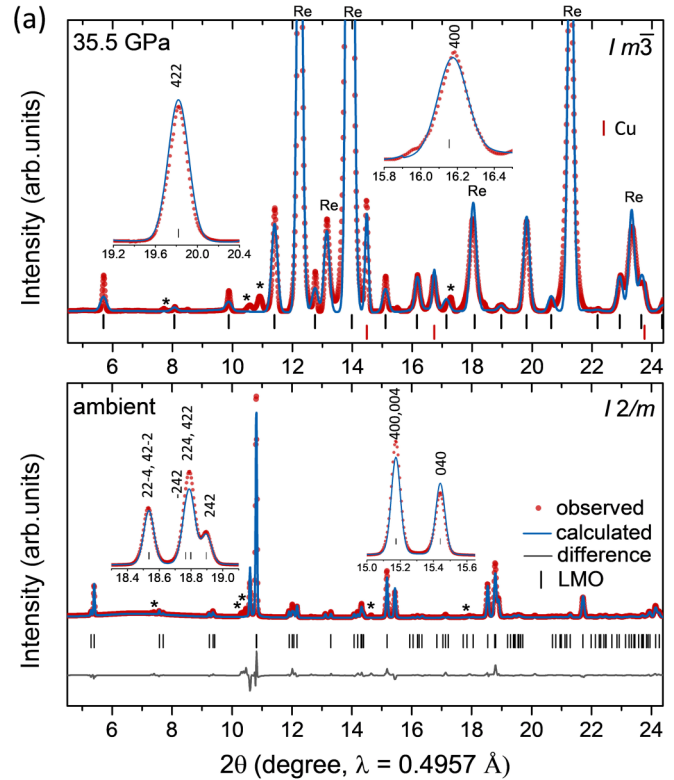 (a)
Re
Re
35.5 GPa
Re
I m3̅
422
400
Cu
15.8 16.0 16.2 16.4
Re
Re
Re
19.2 19.6 20.0 20.4
*
*
*
*
Intensity (arb.units)
6 8 10 12 14 16 18 20 22 24
ambient
I 2/m
22-4, 42-2
-242
224, 422
242
400,004
040
observed
calculated
difference
LMO
18.4 18.6 18.8 19.0
15.0 15.2 15.4 15.6
*
*
*
*
*
Intensity (arb.units)
6 8 10 12 14 16 18 20 22 24
2θ (degree, λ = 0.4957 Å)